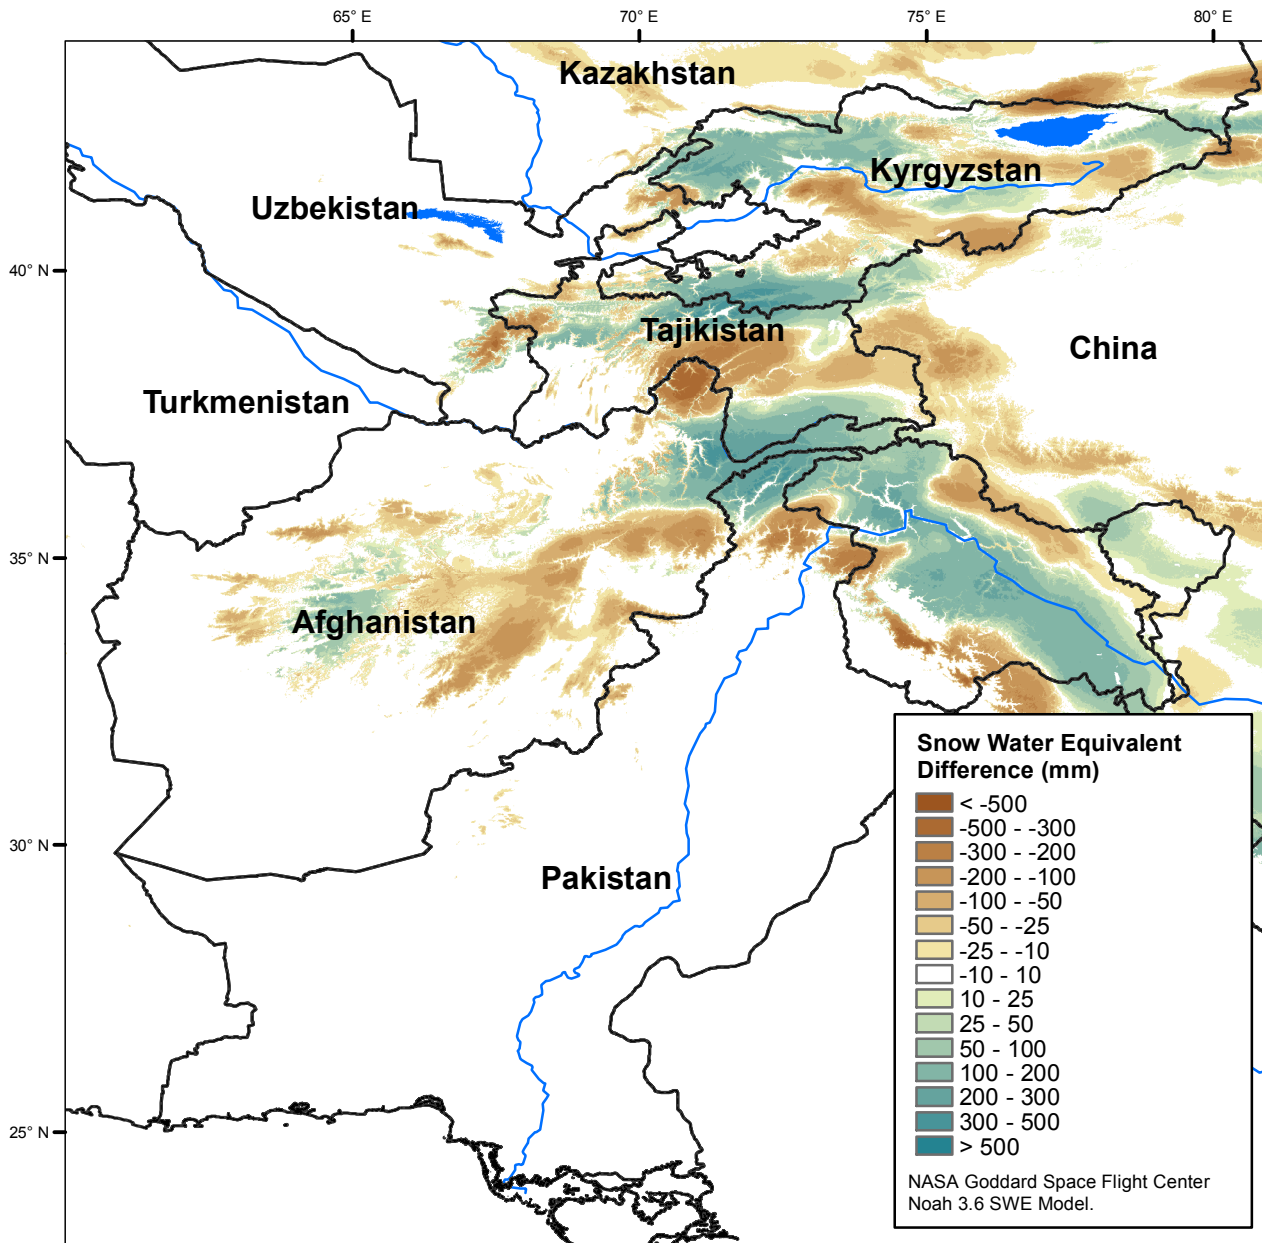 65° E
70° E
75° E
80° E
Kazakhstan
Kyrgyzstan
Uzbekistan
40° N
Tajikistan
China
Turkmenistan
35° N
Afghanistan
Snow Water Equivalent
Difference (mm)
< -500
-500 - -300
-300 - -200
-200 - -100
-100 - -50
-50 - -25
-25 - -10
-10 - 10
10 - 25
25 - 50
50 - 100
100 - 200
200 - 300
300 - 500
> 500
NASA Goddard Space Flight Center
Noah 3.6 SWE Model.
30° N
Pakistan
25° N